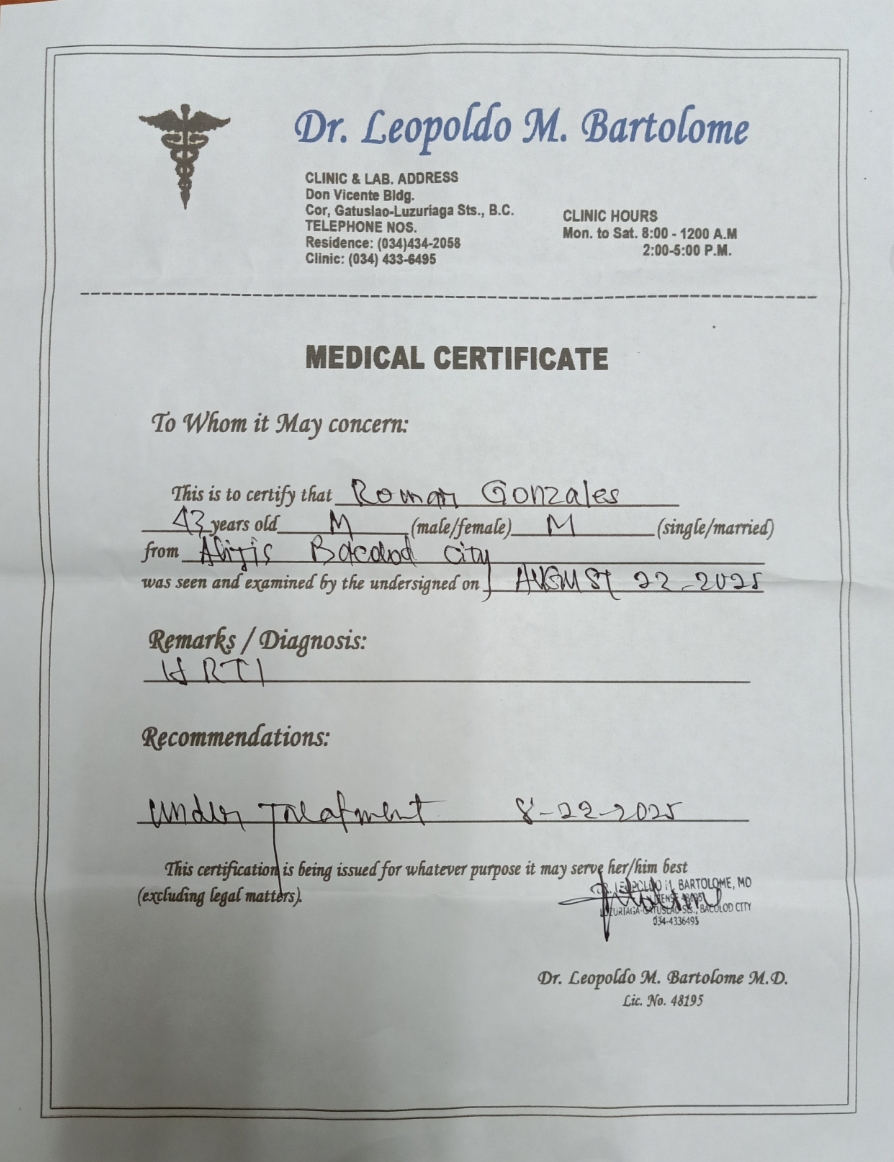 Dr. Leopoldo M. Bartolome
CLINIC & LAB. ADDRESS
Don Vicente Bldg.
Cor, Gatuslao-Luzuriaga Sts., B.C.
TELEPHONE NOS.
Residence: (034)434-2058
Clinic: (034) 433-6495
CLINIC HOURS
Mon. to Sat. 8:00 - 1200 A.M
2:00-5:00 P.M.
MEDICAL CERTIFICATE
To Whom it May concern:
This is to certify that Roman Gonzales
43 years old M (male/female) M (single/married)
from Alijis Bacolod City
was seen and examined by the undersigned on AUGUST 22-2025
Remarks / Diagnosis:
URTI
Recommendations:
Under Treatment 8-22-2025
This certification is being issued for whatever purpose it may serve her/him best
(excluding legal matters).
BARTOLOME, MD
BACOLOD CITY
034-4336495
Dr. Leopoldo M. Bartolome M.D.
Lic. No. 48195